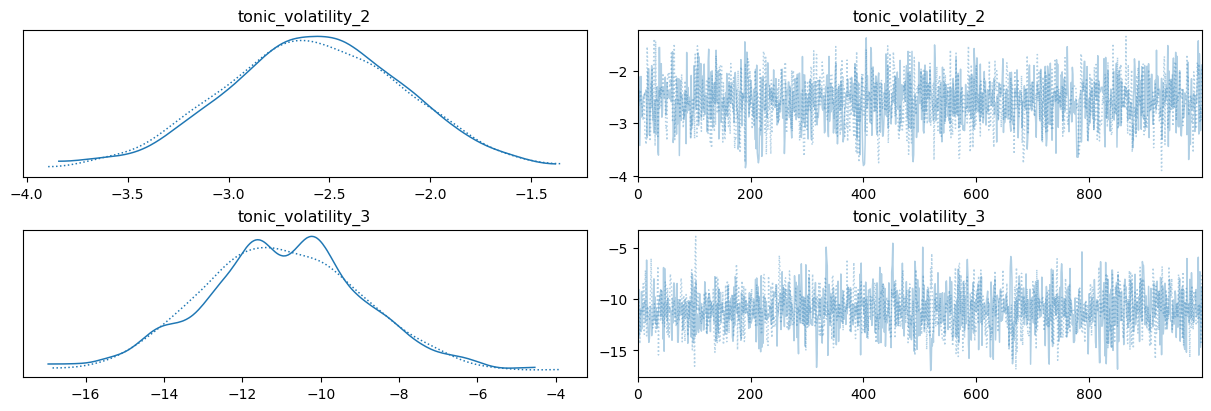 tonic_volatility_2
tonic_volatility_2
−2
−3
−4
−4.0 −3.5 −3.0 −2.5 −2.0 −1.5
0 200 400 600 800
tonic_volatility_3
tonic_volatility_3
−5
−10
−15
−16 −14 −12 −10 −8 −6 −4
0 200 400 600 800